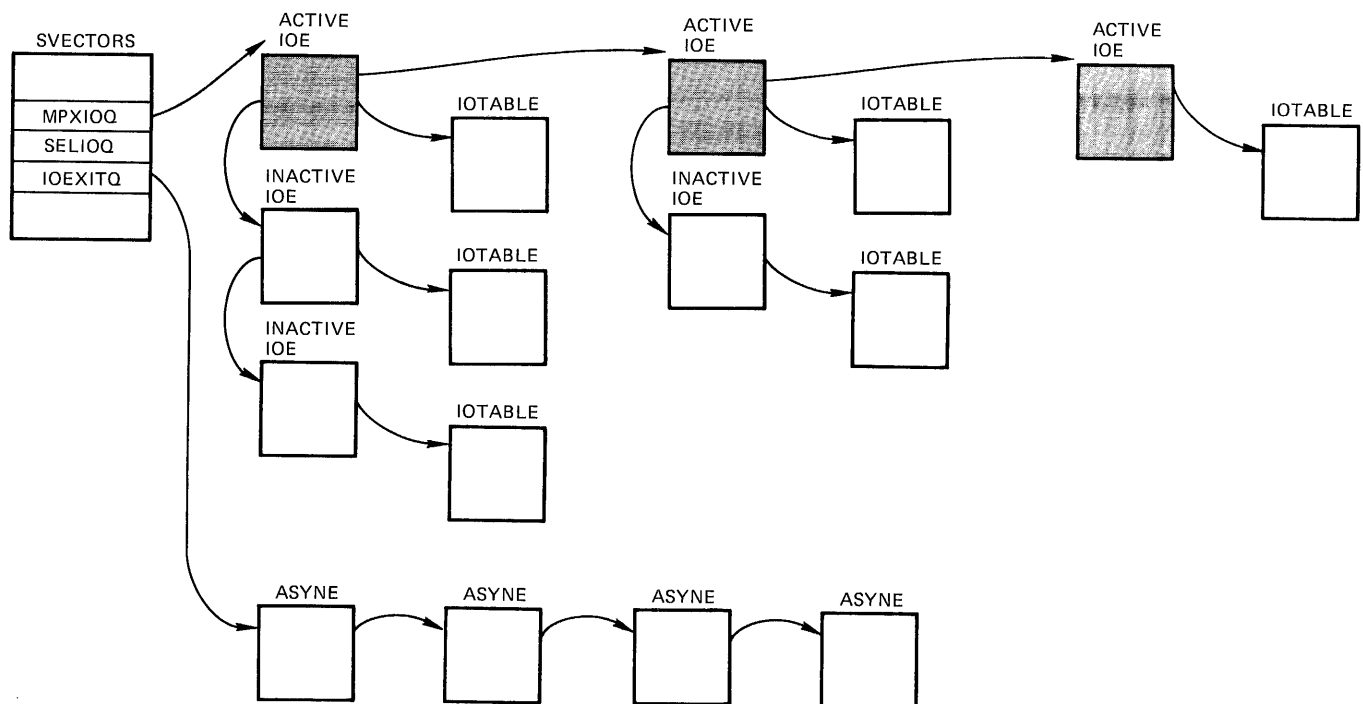 SVECTORS
MPXIOQ
SELIOQ
IOEXITQ
ACTIVE
IOE
IOTABLE
INACTIVE
IOE
IOTABLE
INACTIVE
IOE
IOTABLE
ACTIVE
IOE
IOTABLE
INACTIVE
IOE
IOTABLE
ACTIVE
IOE
IOTABLE
ASYNE
ASYNE
ASYNE
ASYNE